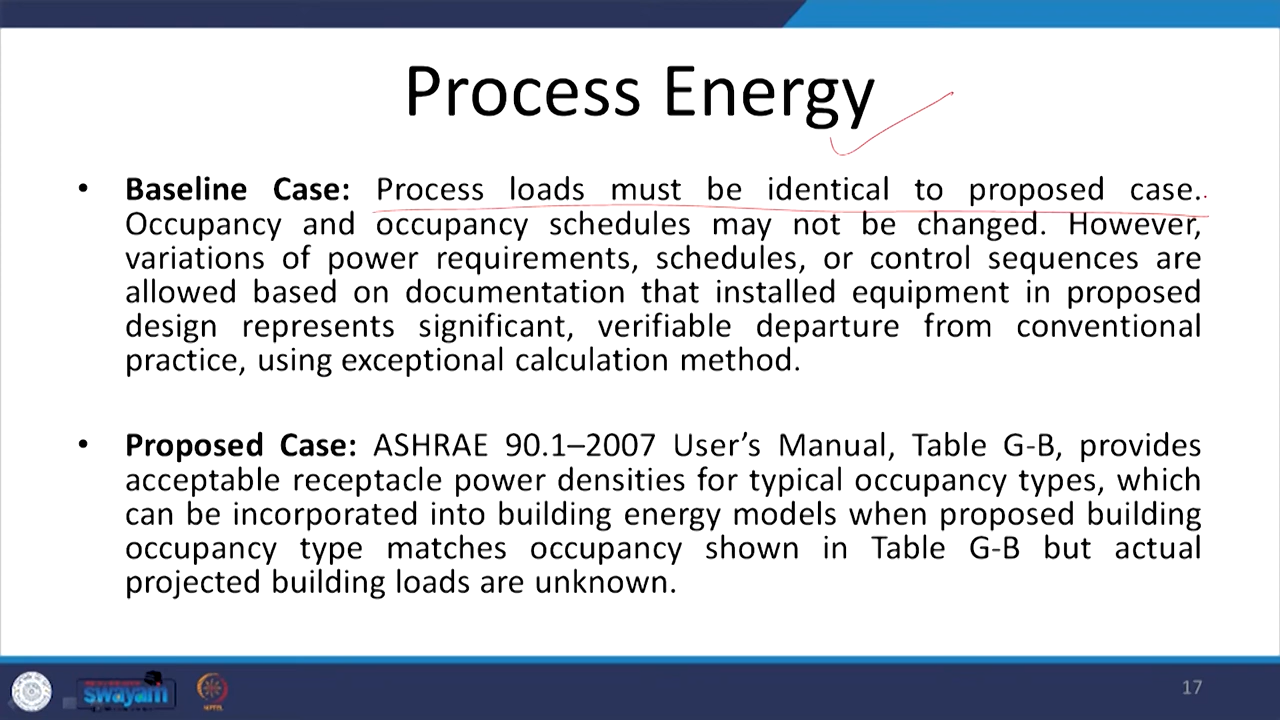 Process Energy
• Baseline Case: Process loads must be identical to proposed case..
Occupancy and occupancy schedules may not be changed. However,
variations of power requirements, schedules, or control sequences are
allowed based on documentation that installed equipment in proposed
design represents significant, verifiable departure from conventional
practice, using exceptional calculation method.
• Proposed Case: ASHRAE 90.1–2007 User’s Manual, Table G-B, provides
acceptable receptacle power densities for typical occupancy types, which
can be incorporated into building energy models when proposed building
occupancy type matches occupancy shown in Table G-B but actual
projected building loads are unknown.
swayam
17